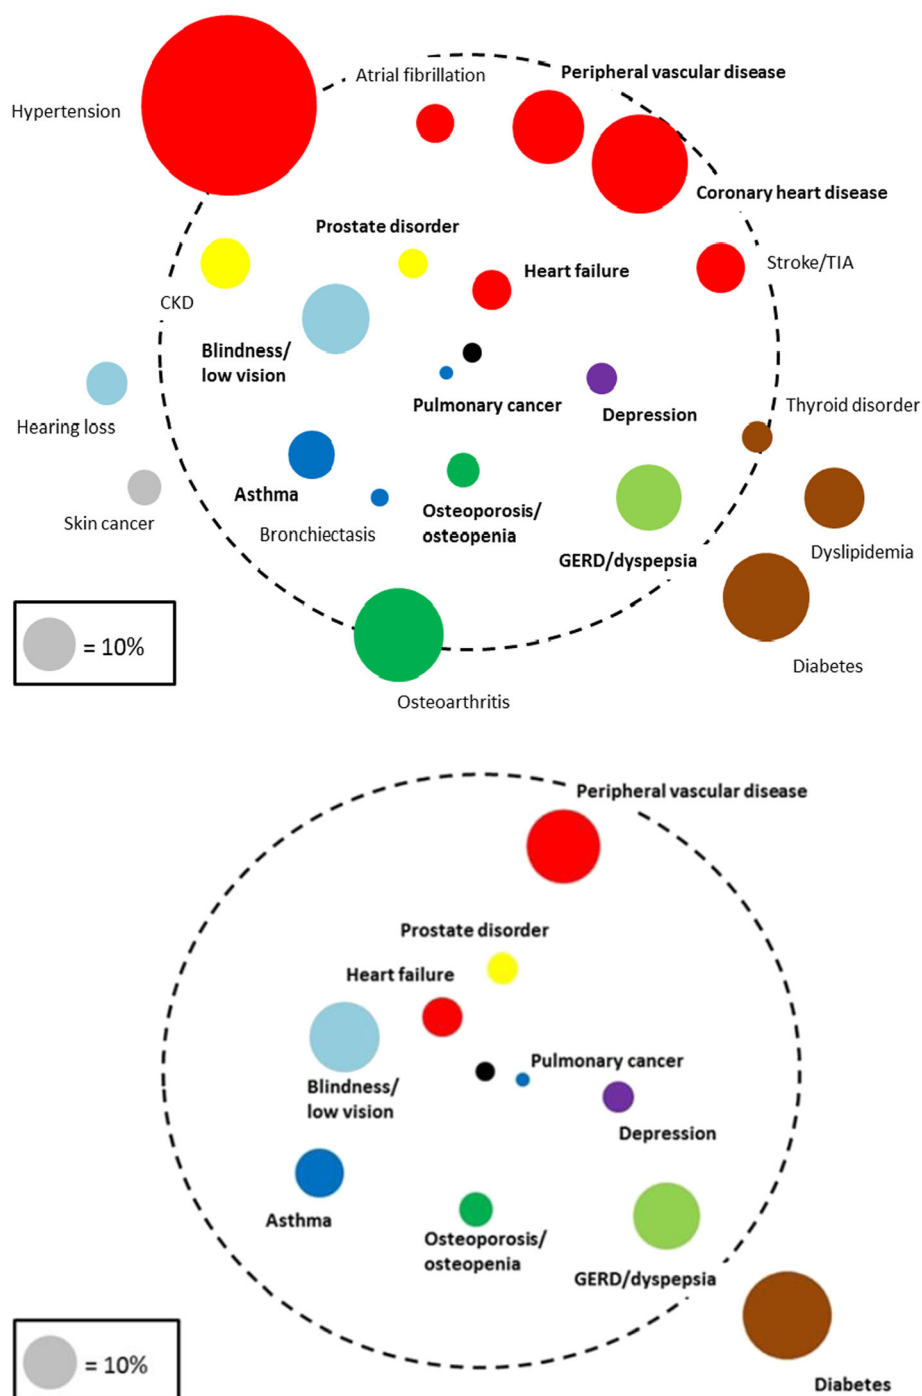 Atrial fibrillation
Peripheral vascular disease
Hypertension
Coronary heart disease
Prostate disorder
Heart failure
Stroke/TIA
CKD
Blindness/
low vision
Pulmonary cancer
Depression
Thyroid disorder
Hearing loss
Asthma
Skin cancer
Bronchiectasis
Osteoporosis/
osteopenia
GERD/dyspepsia
Dyslipidemia
= 10%
Diabetes
Osteoarthritis
Peripheral vascular disease
Prostate disorder
Heart failure
Pulmonary cancer
Blindness/
low vision
Depression
Asthma
Osteoporosis/
osteopenia
GERD/dyspepsia
= 10%
Diabetes